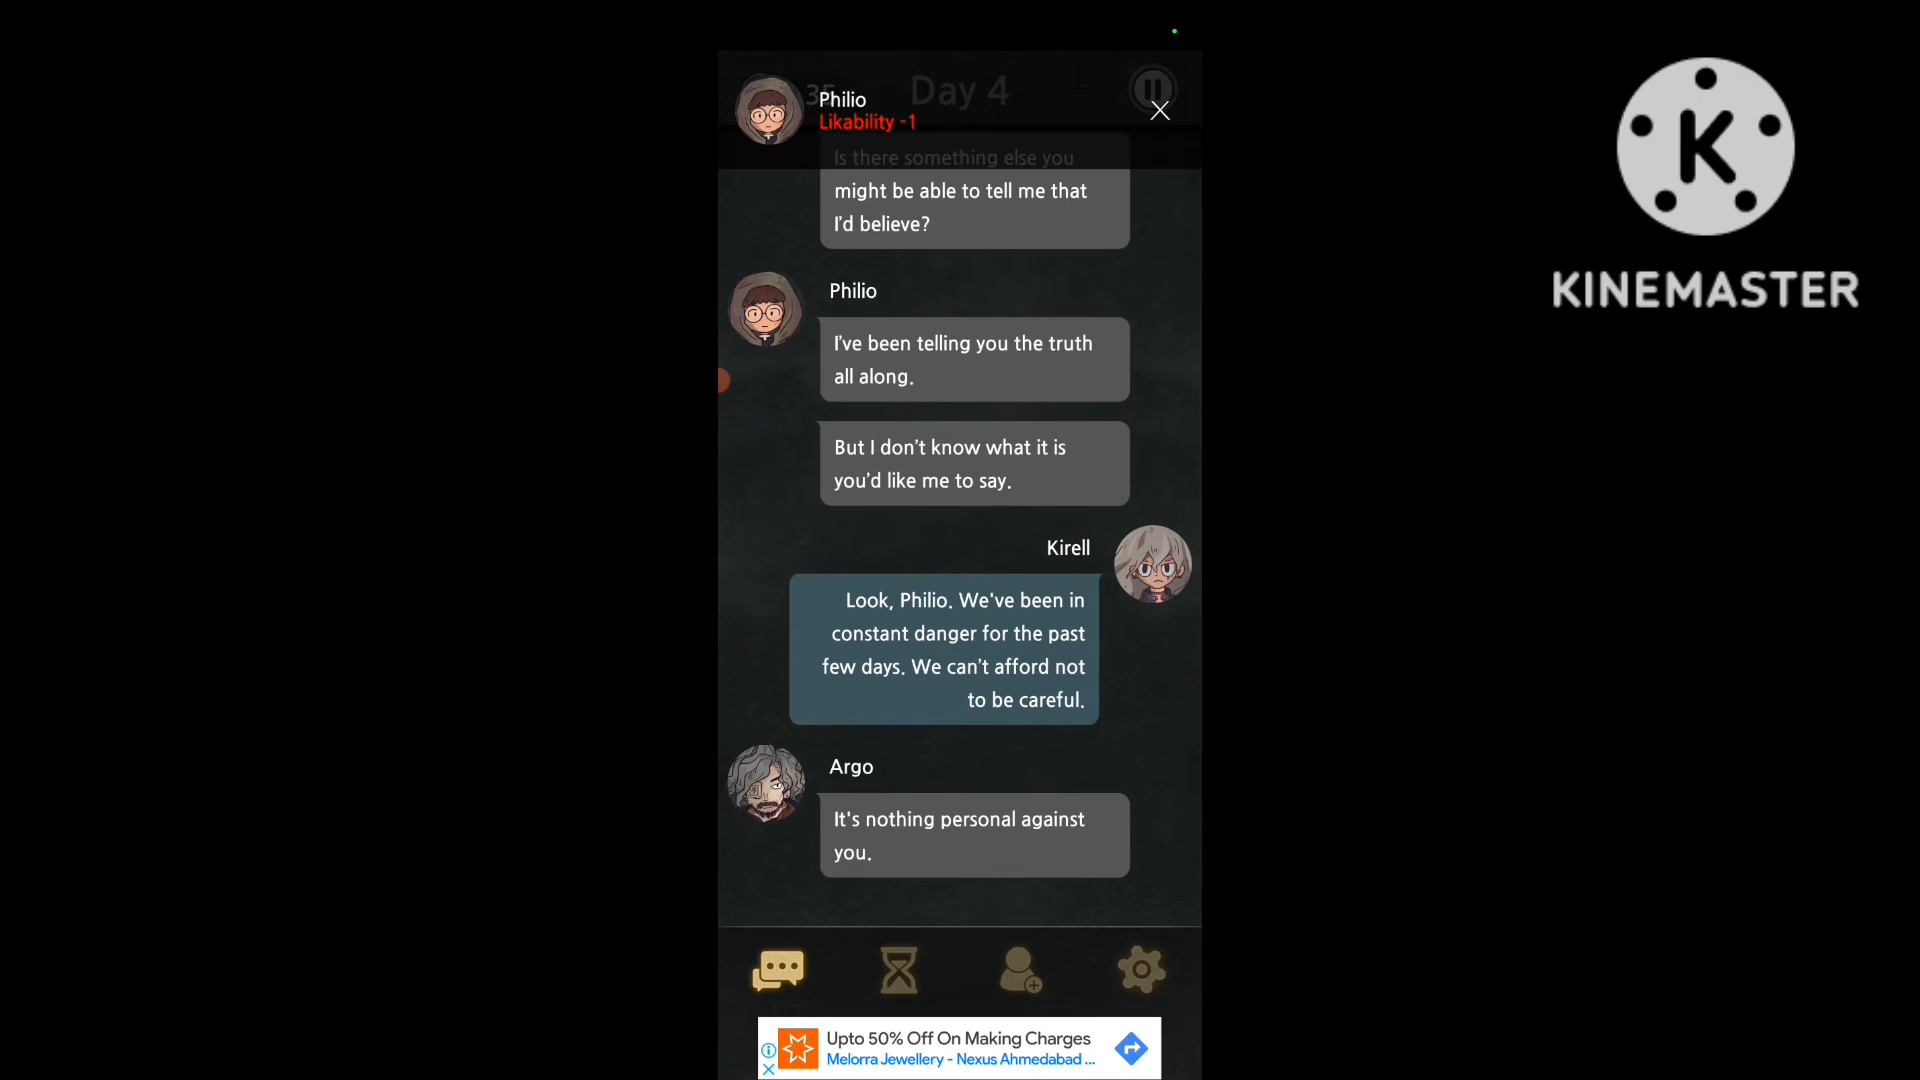 Day 4
Philio
Likability -1
Is there something else you
might be able to tell me that
I'd believe?
Philio
I've been telling you the truth
all along.
But I don't know what it is
you'd like me to say.
Kirell
Look, Philio. We've been in
constant danger for the past
few days. We can't afford not
to be careful.
Argo
It's nothing personal against
you.
Upto 50% Off On Making Charges
Melorra Jewellery - Nexus Ahmedabad ...
K
KINEMASTER